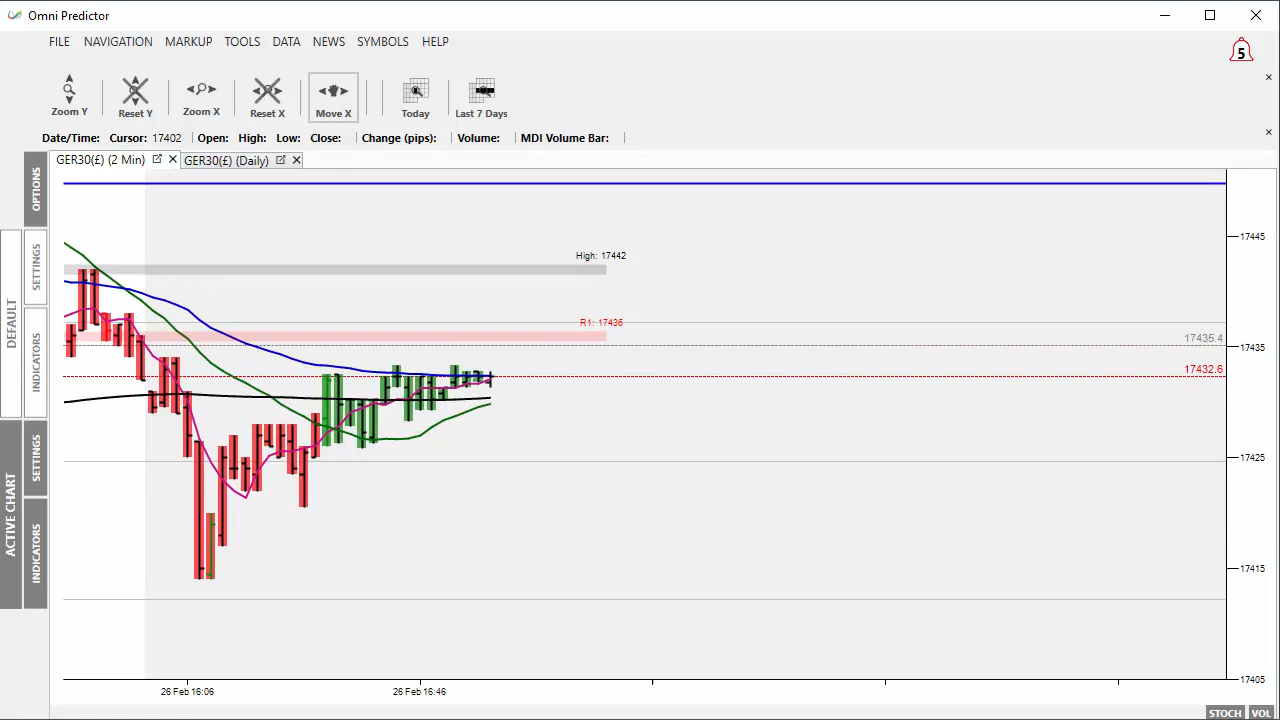 Omni Predictor
FILE NAVIGATION MARKUP TOOLS DATA NEWS SYMBOLS HELP
5
Zoom Y Reset Y Zoom X Reset X Move X Today Last 7 Days
Date/Time: Cursor: 17402 Open: High: Low: Close: Change (pips): Volume: MDI Volume Bar:
GER30(£) (2 Min) GER30(£) (Daily)
OPTIONS
SETTINGS
INDICATORS
DEFAULT
SETTINGS
INDICATORS
ACTIVE CHART
High: 17442
R1: 17436
17435.4
17432.6
17445
17435
17425
17415
17405
26 Feb 16:06 26 Feb 16:46
STOCH VOL